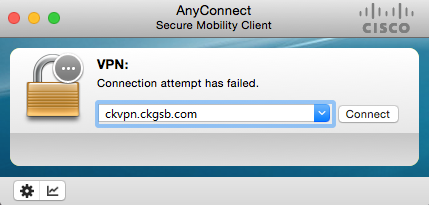 AnyConnect
Secure Mobility Client
CISCO
VPN:
Connection attempt has failed.
ckvpn.ckgsb.com
Connect